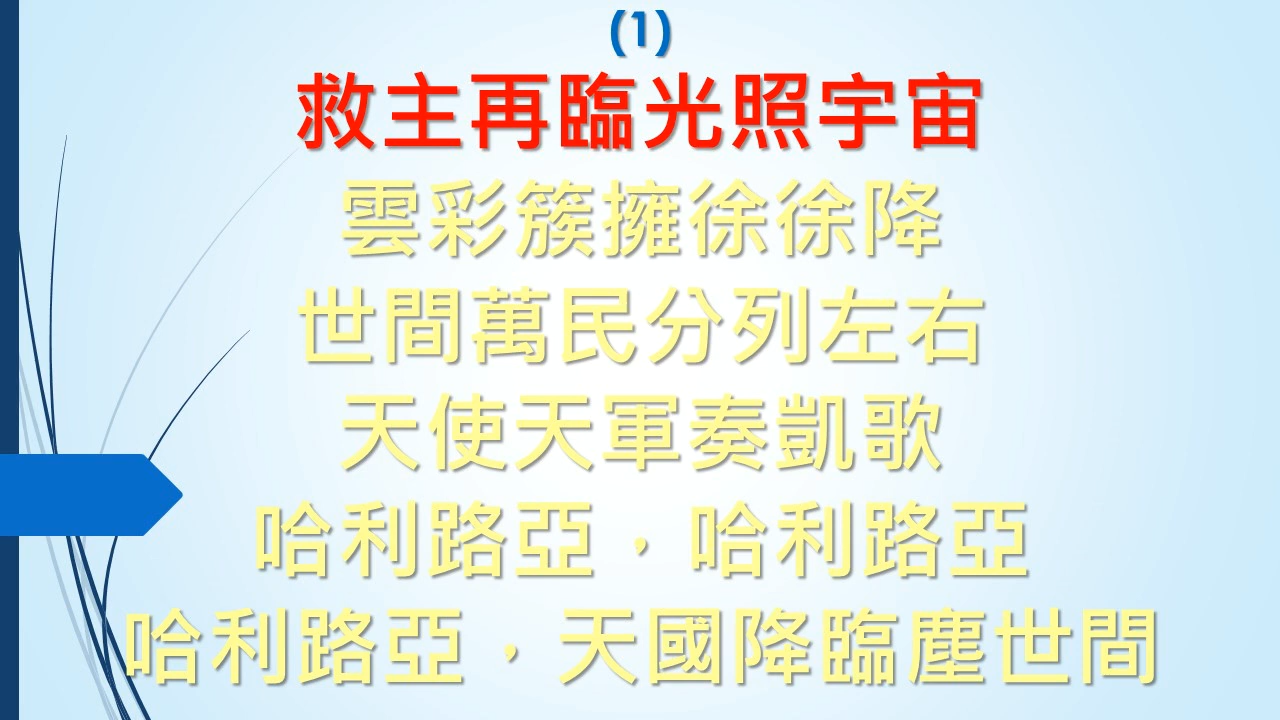 (1)
救主再臨光照宇宙
雲彩簇擁徐徐降
世間萬民分列左右
天使天軍奏凱歌
哈利路亞，哈利路亞
哈利路亞，天國降臨塵世間